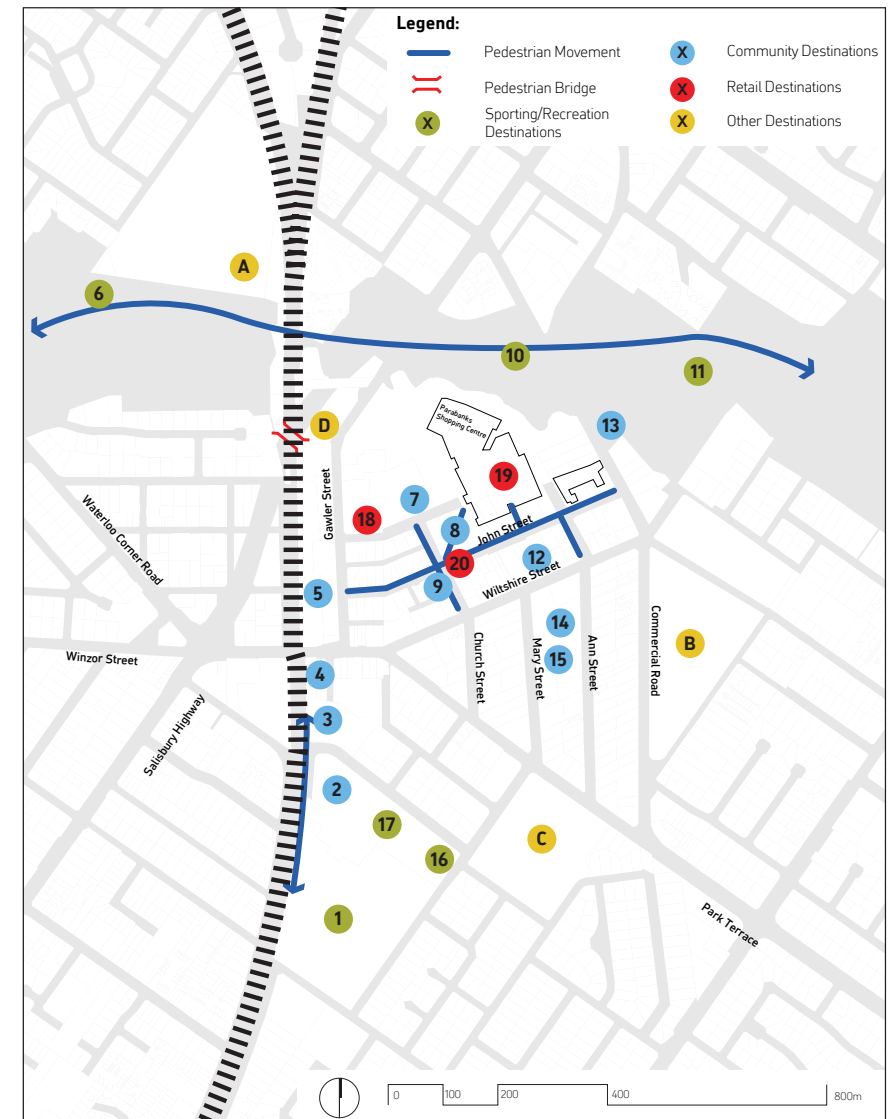 Legend:
Pedestrian Movement
Pedestrian Bridge
X
Sporting/Recreation
Destinations
X
Community Destinations
X
Retail Destinations
X
Other Destinations
A
6
10
11
D
13
Parabanks
Shopping Centre
19
7
18
8
Gawler Street
John Street
20
12
Waterloo Corner Road
9
Wiltshire Street
5
14
Winzor Street
4
15
Church Street
Mary Street
Ann Street
Commercial Road
B
3
Salisbury Highway
2
17
16
C
1
Park Terrace
0
100
200
400
800m